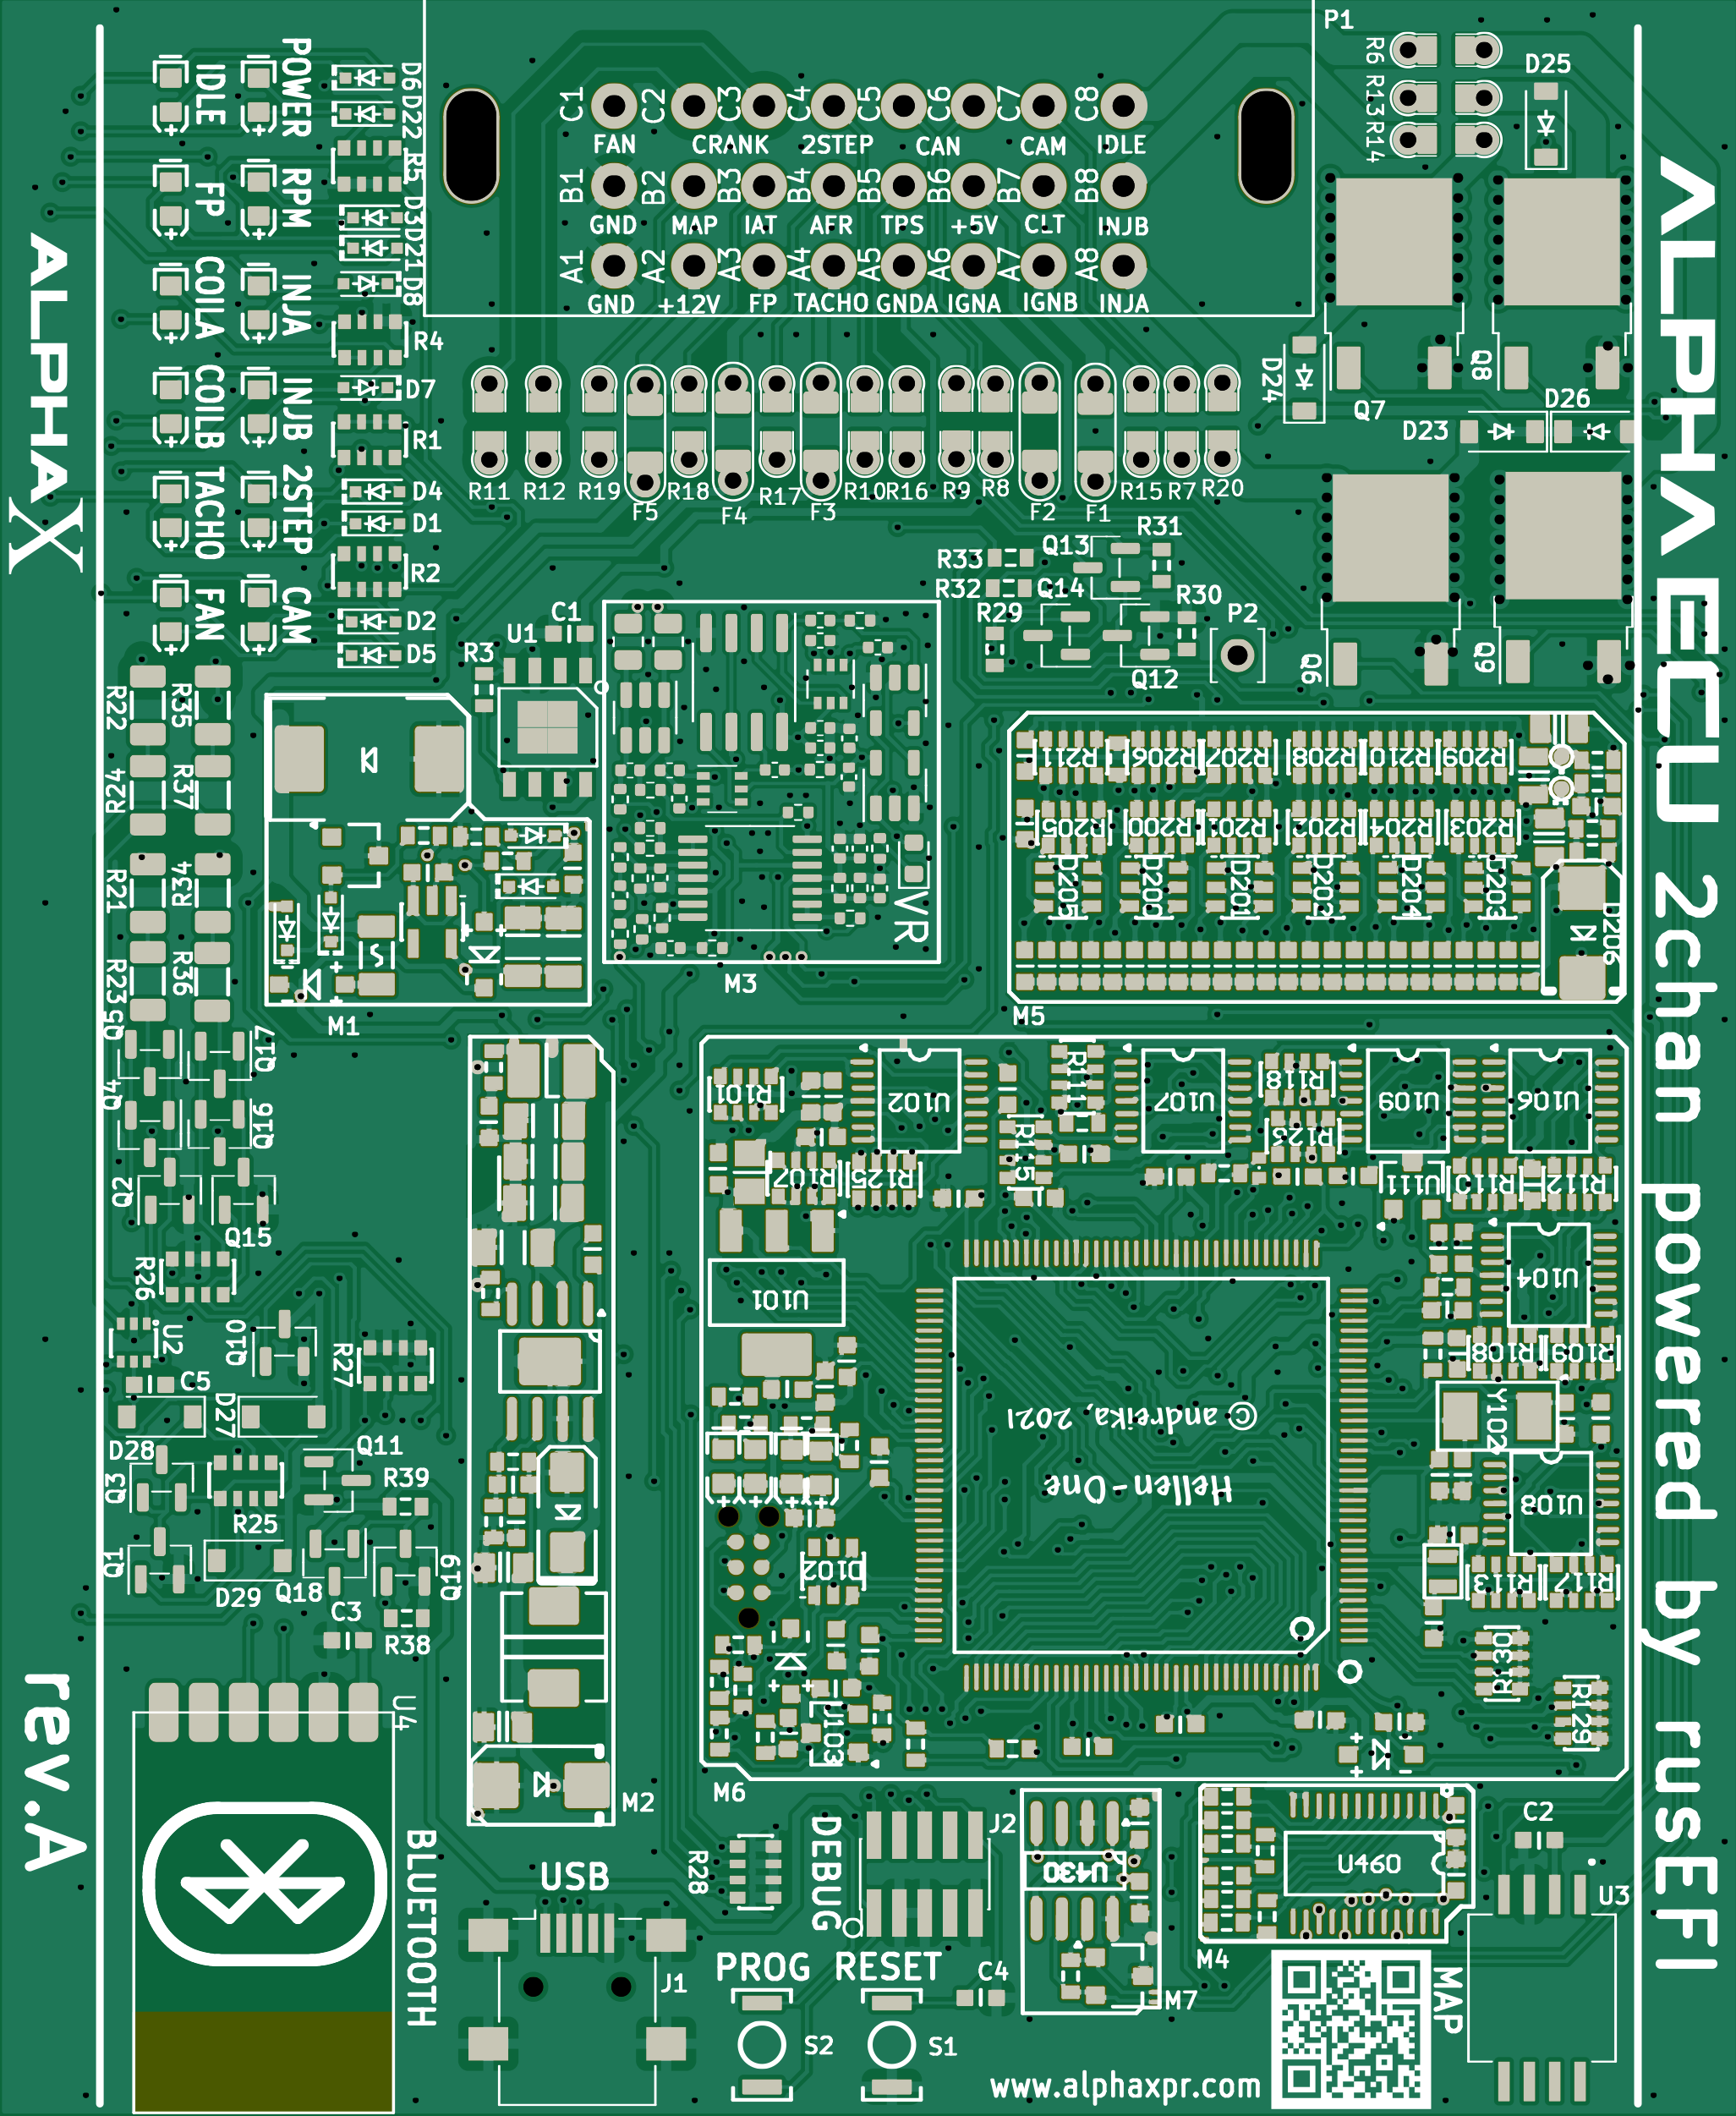 P1
C1 C2 C3 C4 C5 C6 C7 C8
FAN CRANK 2STEP CAN CAM IDLE
B1 B2 B3 B4 B5 B6 B7 B8
GND MAP IAT AFR TPS +5V CLT INJB
A1 A2 A3 A4 A5 A6 A7 A8
GND +12V FP TACHO GNDA IGNA IGNB INJA
R6
R13
R14
D25
IDLE POWER D6
D22
R5
FP RPM D3
D21
D8
COILA INJA R4
COILB INJB D7
R1
TACHO 2STEP D4
D1
R2
FAN CAM D2
D5
ALPHAX
rev.A
ALPHA ECU 2chan powered by rusEFI
R11 R12 R19 F5 R18 F4 R17 F3 R10 R16 R9 R8 F2 F1 R15 R7 R20
D24
Q7
Q8
D23
D26
Q6
Q9
R33
R32
R29
Q13
Q14
R31
R30
Q12
P2
U1
C1
R3
R22 R35
R24 R37
R21 R34
R23 R36
M1
VR
M3
R211 R206 R207 R208 R210 R209
R205 R200 R201 R202 R204 R203
D205 D200 D201 D202 D204 D203
D206
M5
Q5
Q17
Q4
Q16
Q2
Q15
R26
U2
Q10
R27
C5
D27
D28
Q11
Q3
R39
R25
Q1
D29
Q18
Q19
C3
R38
U4
BLUETOOTH
M2
R101 U102 R111 U107 R118 U109 U106
R115
R123
R107 R125 U111 R110 R112
U101
U104
R108 R109
Y102
© andreika, 2021
Hellen-One
U108
D102
R113 R117
R130
R129
U103
M6
R28
DEBUG
J2
U430
M7
U460
M4
C2
U3
MAP
USB
J1
PROG RESET
C4
S2 S1
www.alphaxpr.com